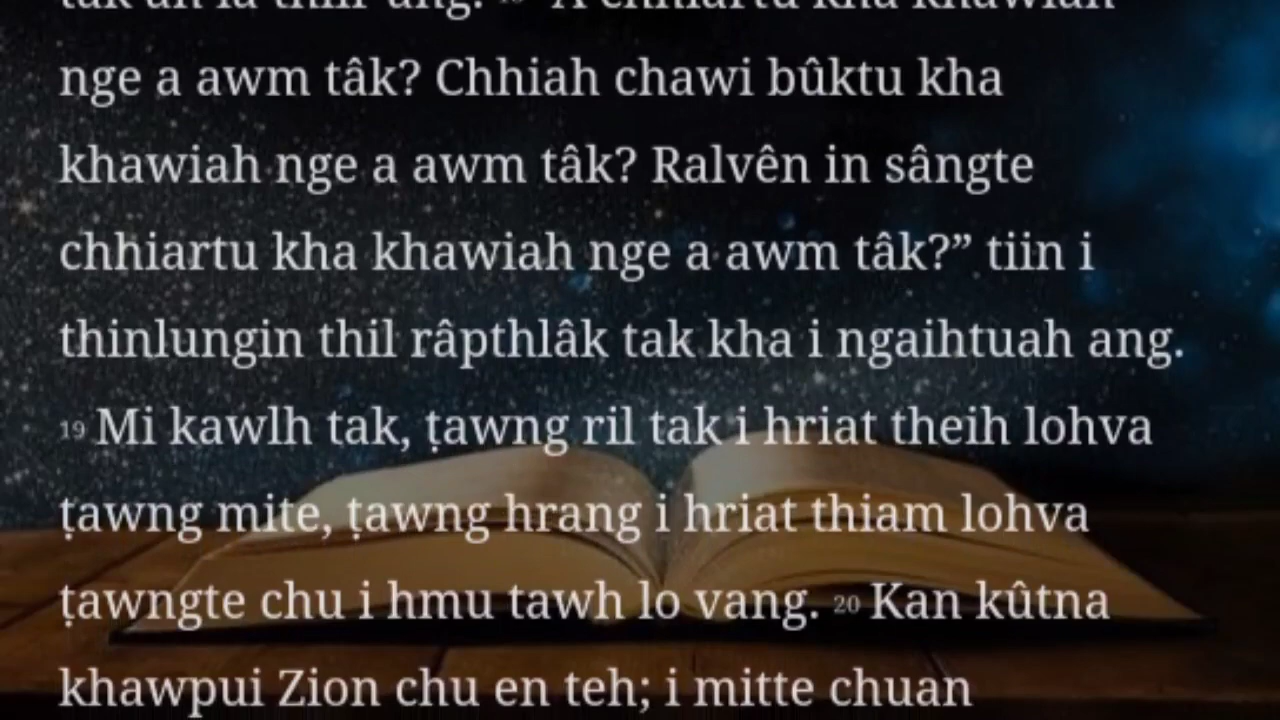 nge a awm tâk? Chhiah chawi bûktu kha
khawiah nge a awm tâk? Ralvên in sângte
chhiartu kha khawiah nge a awm tâk?” tiin i
thinlungin thil râpthlâk tak kha i ngaihtuah ang.
19 Mi kawlh tak, ṭawng ril tak i hriat theih lohva
ṭawng mite, ṭawng hrang i hriat thiam lohva
ṭawngte chu i hmu tawh lo vang. 20 Kan kûtna
khawpui Zion chu en teh; i mitte chuan